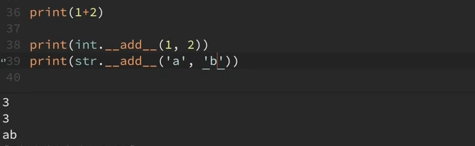 36 print(1+2)
37
38 print(int.__add__(1, 2))
39 print(str.__add__('a', 'b'))
40
3
3
ab